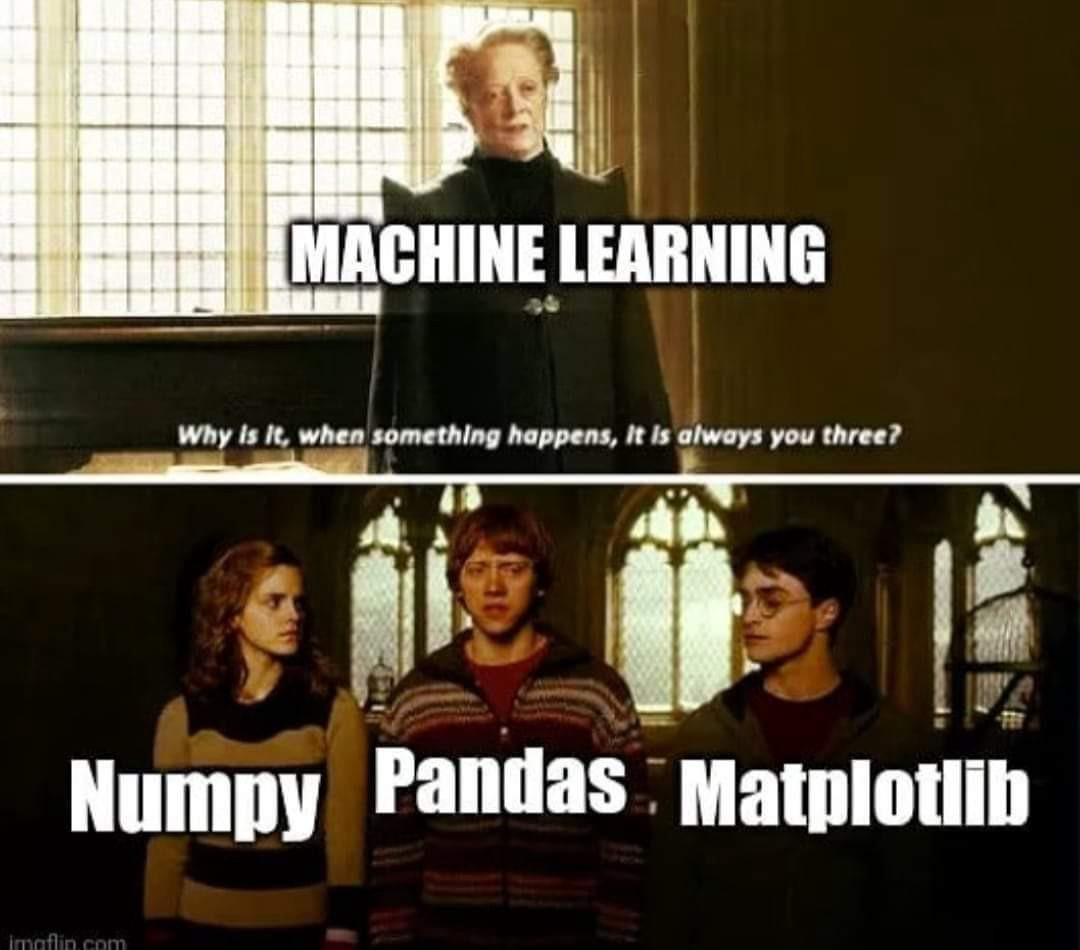 MACHINE LEARNING
Why is it, when something happens, it is always you three?
Numpy Pandas Matplotlib
imgflip.com